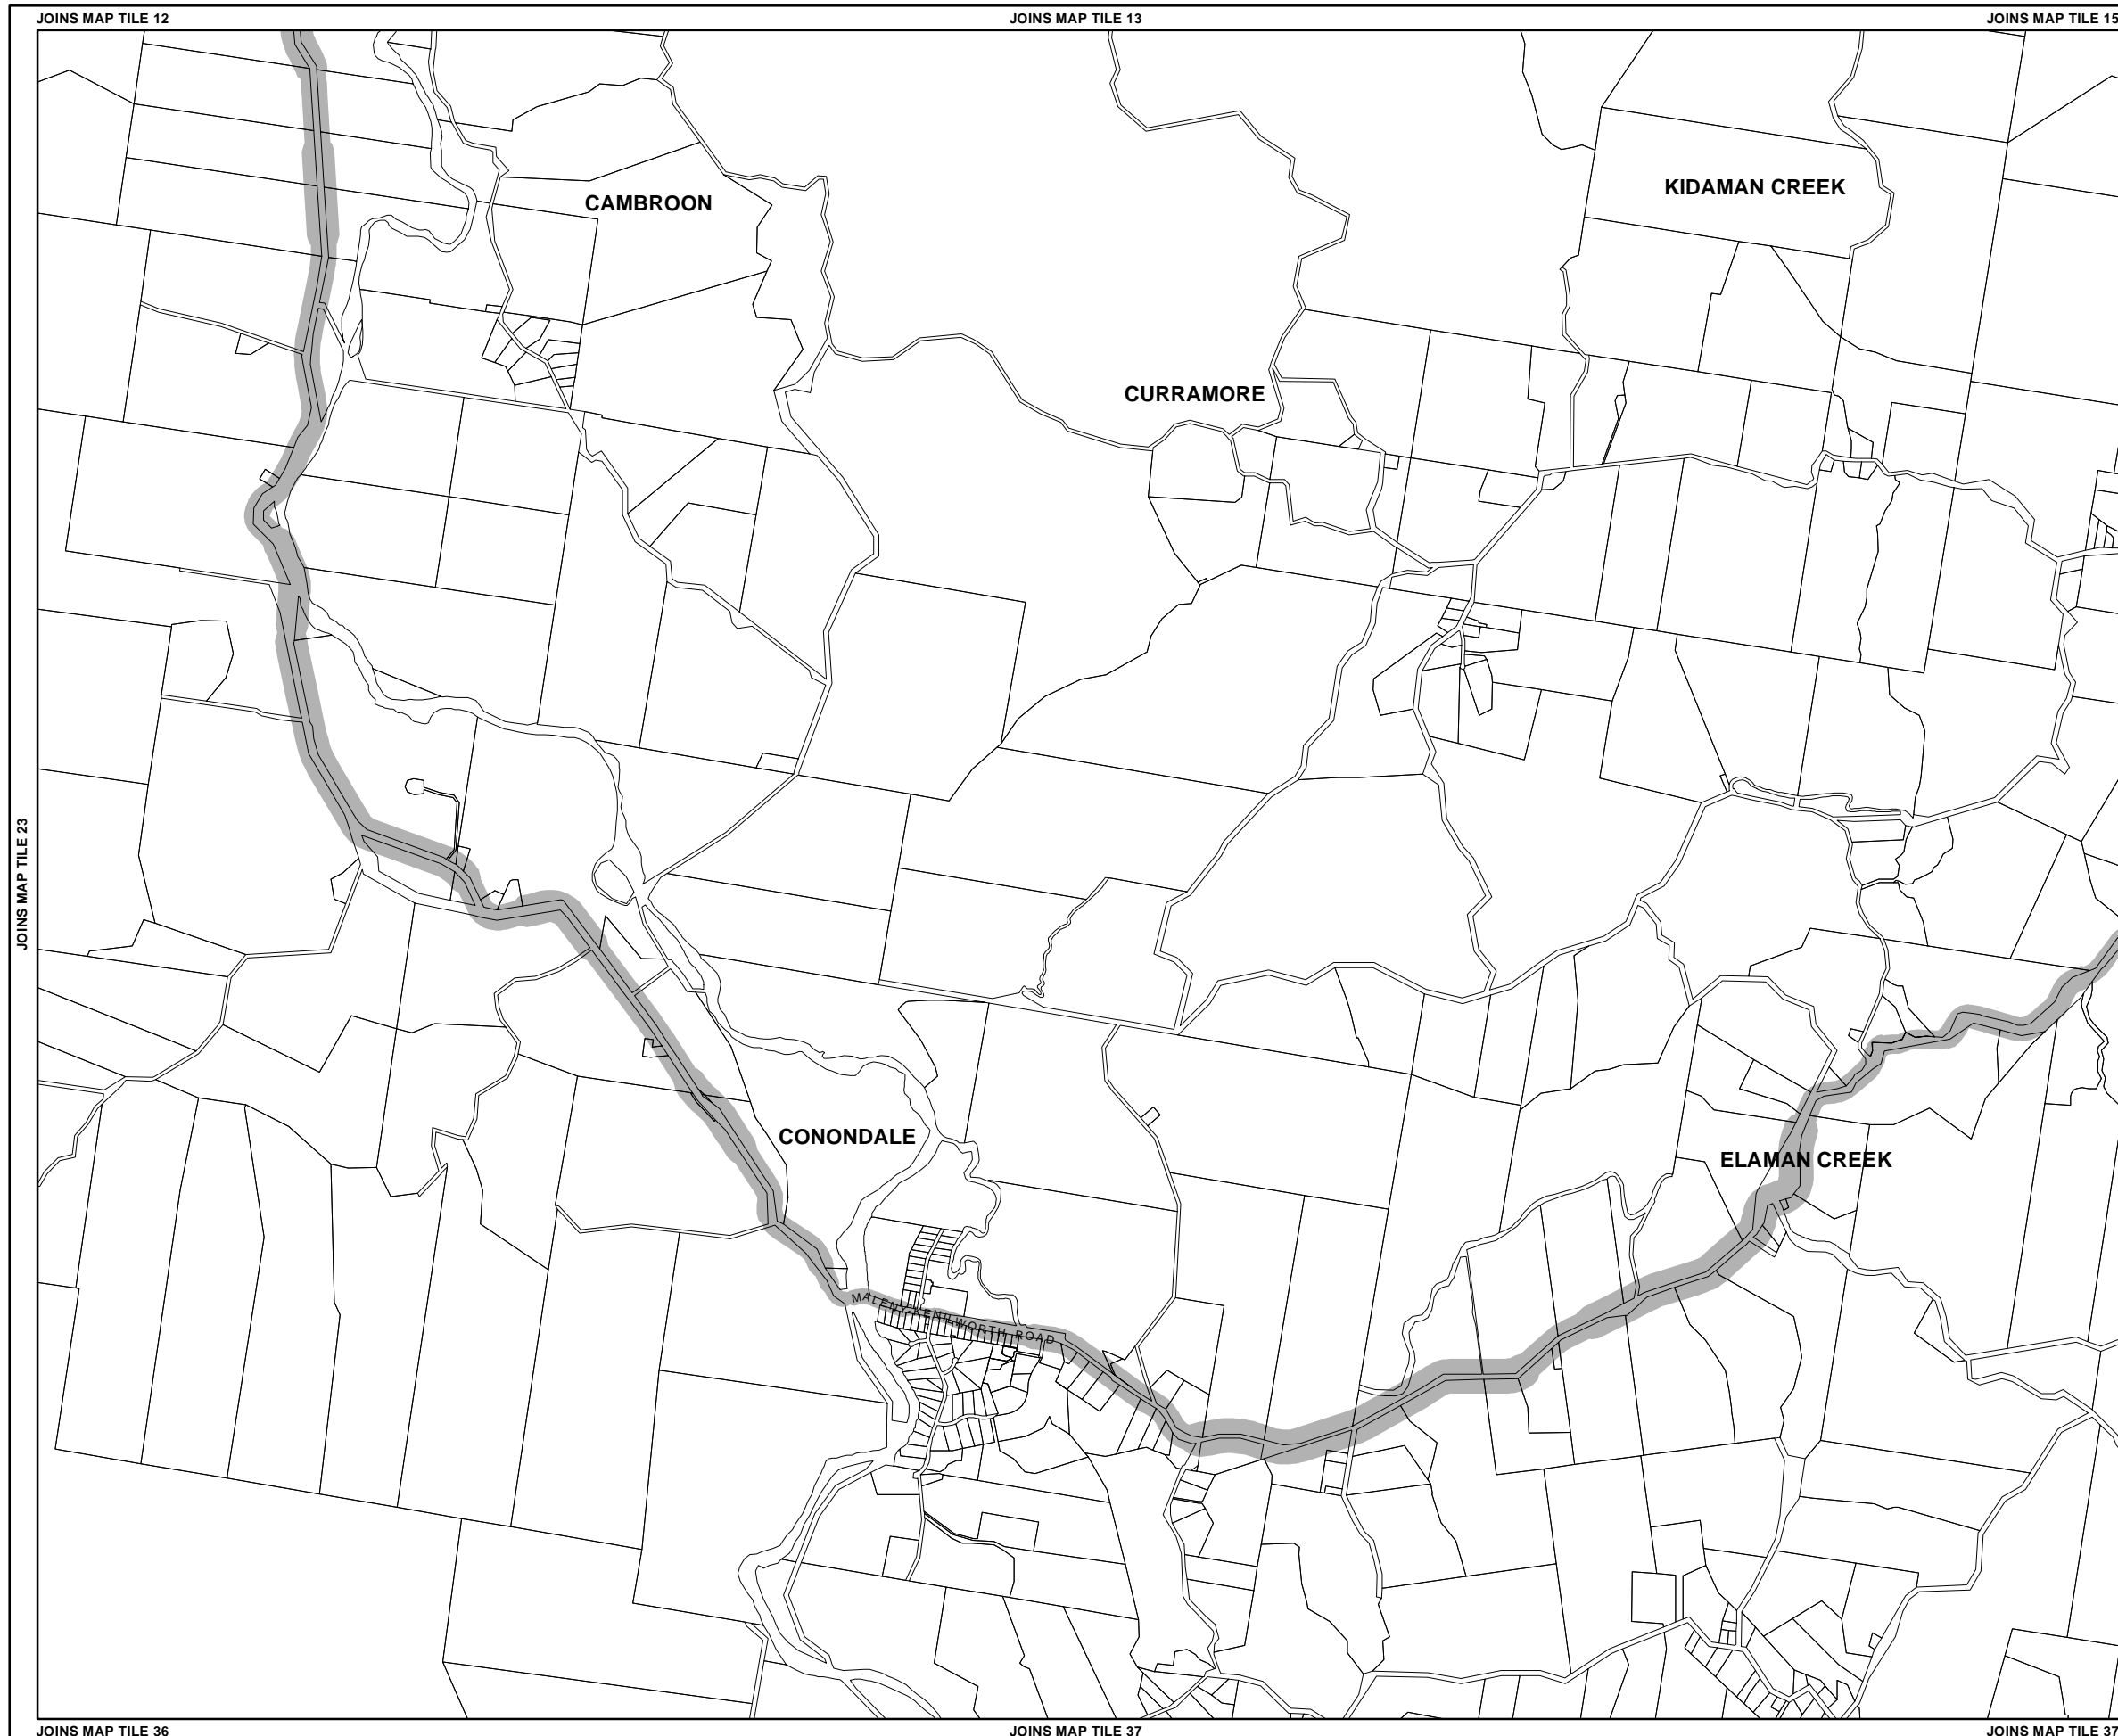 JOINS MAP TILE 12
JOINS MAP TILE 13
JOINS MAP TILE 15
KIDAMAN CREEK
CAMBROON
CURRAMORE
JOINS MAP TILE 23
CONONDALE
ELAMAN CREEK
MALENY-KENILWORTH ROAD
JOINS MAP TILE 36
JOINS MAP TILE 37
JOINS MAP TILE 37